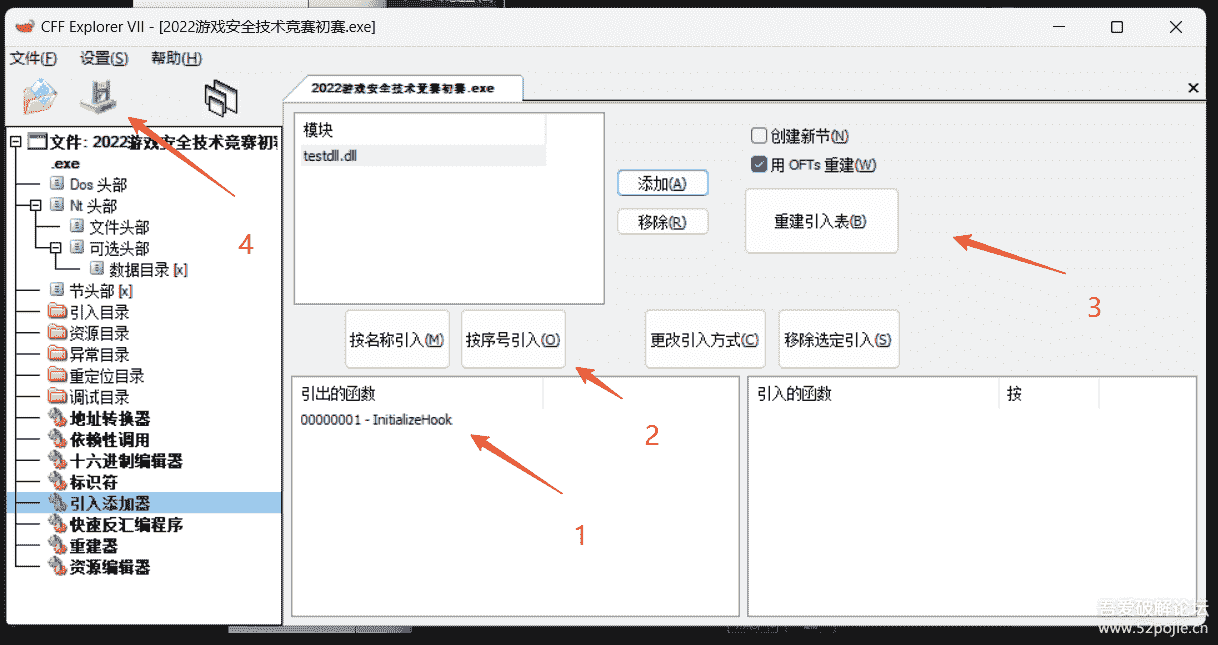 CFF Explorer VII - [2022游戏安全技术竞赛初赛.exe]
文件(F) 设置(S) 帮助(H)
2022游戏安全技术竞赛初赛.exe
文件: 2022游戏安全技术竞赛初赛
.exe
Dos 头部
Nt 头部
文件头部
可选头部
数据目录 [x]
节头部 [x]
引入目录
资源目录
异常目录
重定位目录
调试目录
地址转换器
依赖性调用
十六进制编辑器
标识符
引入添加器
快速反汇编程序
重建器
资源编辑器
4
模块
testdll.dll
添加(A)
移除(R)
创建新节(N)
用 OFTs 重建(W)
重建引入表(B)
3
按名称引入(M)
按序号引入(O)
更改引入方式(C)
移除选定引入(S)
2
引出的函数
00000001 - InitializeHook
1
引入的函数
按
吾爱破解论坛
www.52pojie.cn